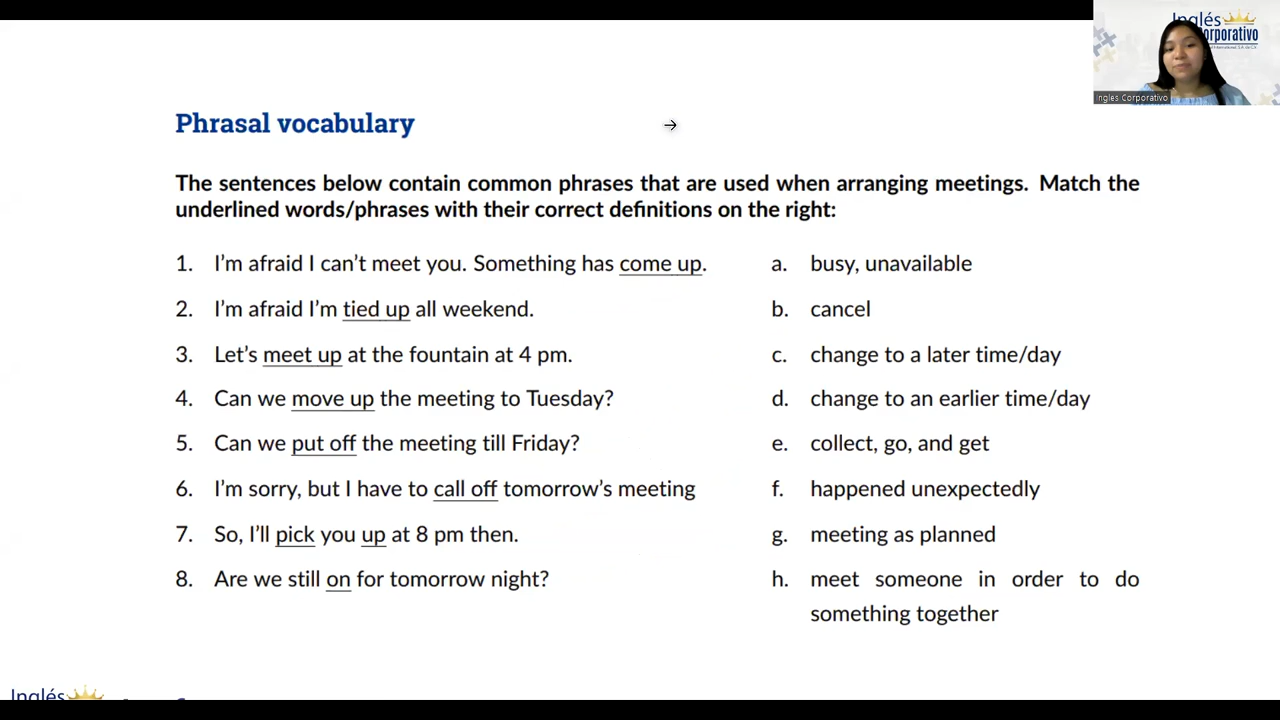 Inglés
Corporativo
Ingles Corporativo
Phrasal vocabulary
The sentences below contain common phrases that are used when arranging meetings. Match the
underlined words/phrases with their correct definitions on the right:
1. I'm afraid I can't meet you. Something has come up.
a. busy, unavailable
2. I'm afraid I'm tied up all weekend.
b. cancel
3. Let's meet up at the fountain at 4 pm.
c. change to a later time/day
4. Can we move up the meeting to Tuesday?
d. change to an earlier time/day
5. Can we put off the meeting till Friday?
e. collect, go, and get
6. I'm sorry, but I have to call off tomorrow's meeting
f. happened unexpectedly
7. So, I'll pick you up at 8 pm then.
g. meeting as planned
8. Are we still on for tomorrow night?
h. meet someone in order to do
something together
Inglés